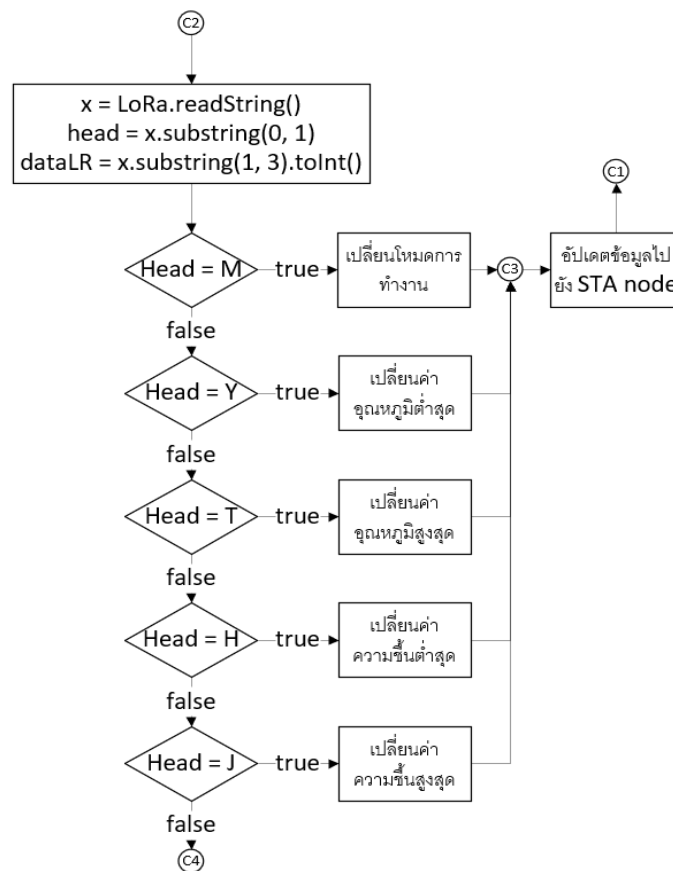 C2
x = LoRa.readString()
head = x.substring(0, 1)
dataLR = x.substring(1, 3).toInt()
C1
Head = M
true
เปลี่ยนโหมดการ
ทำงาน
C3
อัปเดตข้อมูลไป
ยัง STA node
false
Head = Y
true
เปลี่ยนค่า
อุณหภูมิต่ำสุด
false
Head = T
true
เปลี่ยนค่า
อุณหภูมิสูงสุด
false
Head = H
true
เปลี่ยนค่า
ความชื้นต่ำสุด
false
Head = J
true
เปลี่ยนค่า
ความชื้นสูงสุด
false
C4